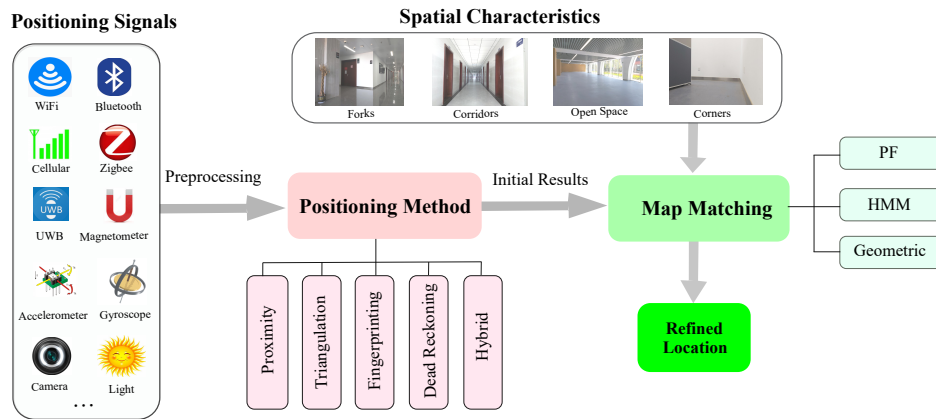 Positioning Signals
WiFi
Bluetooth
Cellular
Zigbee
UWB
UWB
Magnetometer
Accelerometer
Gyroscope
Camera
Light
...
Preprocessing
Spatial Characteristics
Forks
Corridors
Open Space
Corners
Positioning Method
Proximity
Triangulation
Fingerprinting
Dead Reckoning
Hybrid
Initial Results
Map Matching
PF
HMM
Geometric
Refined
Location